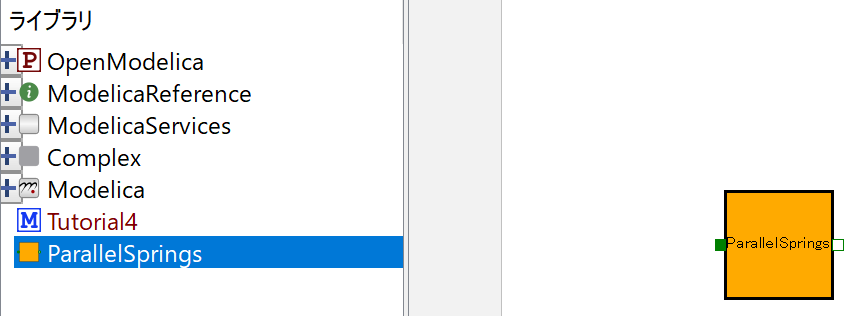 ライブラリ
OpenModelica
ModelicaReference
ModelicaServices
Complex
Modelica
Tutorial4
ParallelSprings
ParallelSprings